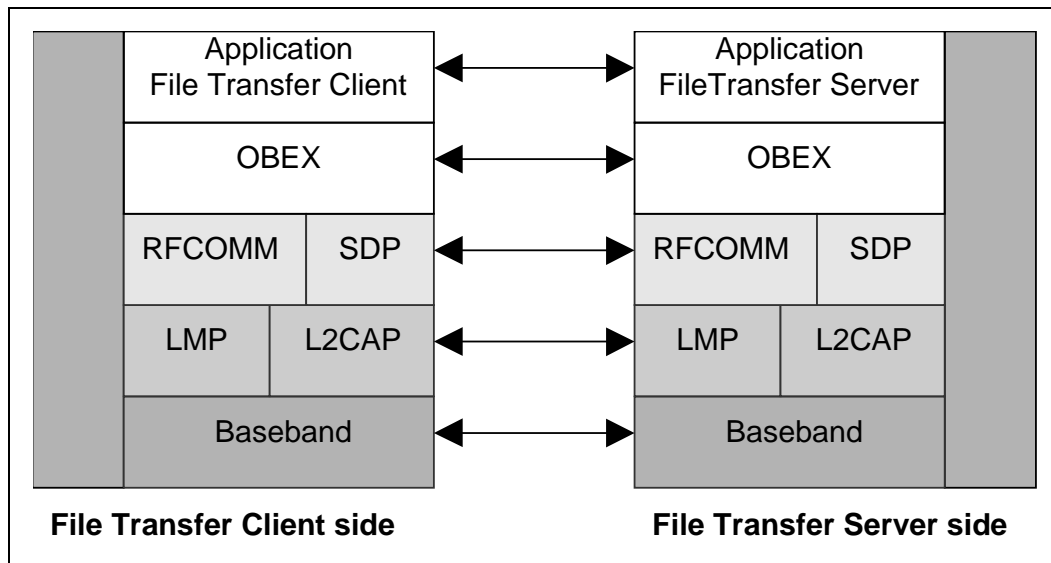 Application
File Transfer Client
Application
FileTransfer Server
OBEX
OBEX
RFCOMM
SDP
RFCOMM
SDP
LMP
L2CAP
LMP
L2CAP
Baseband
Baseband
File Transfer Client side
File Transfer Server side